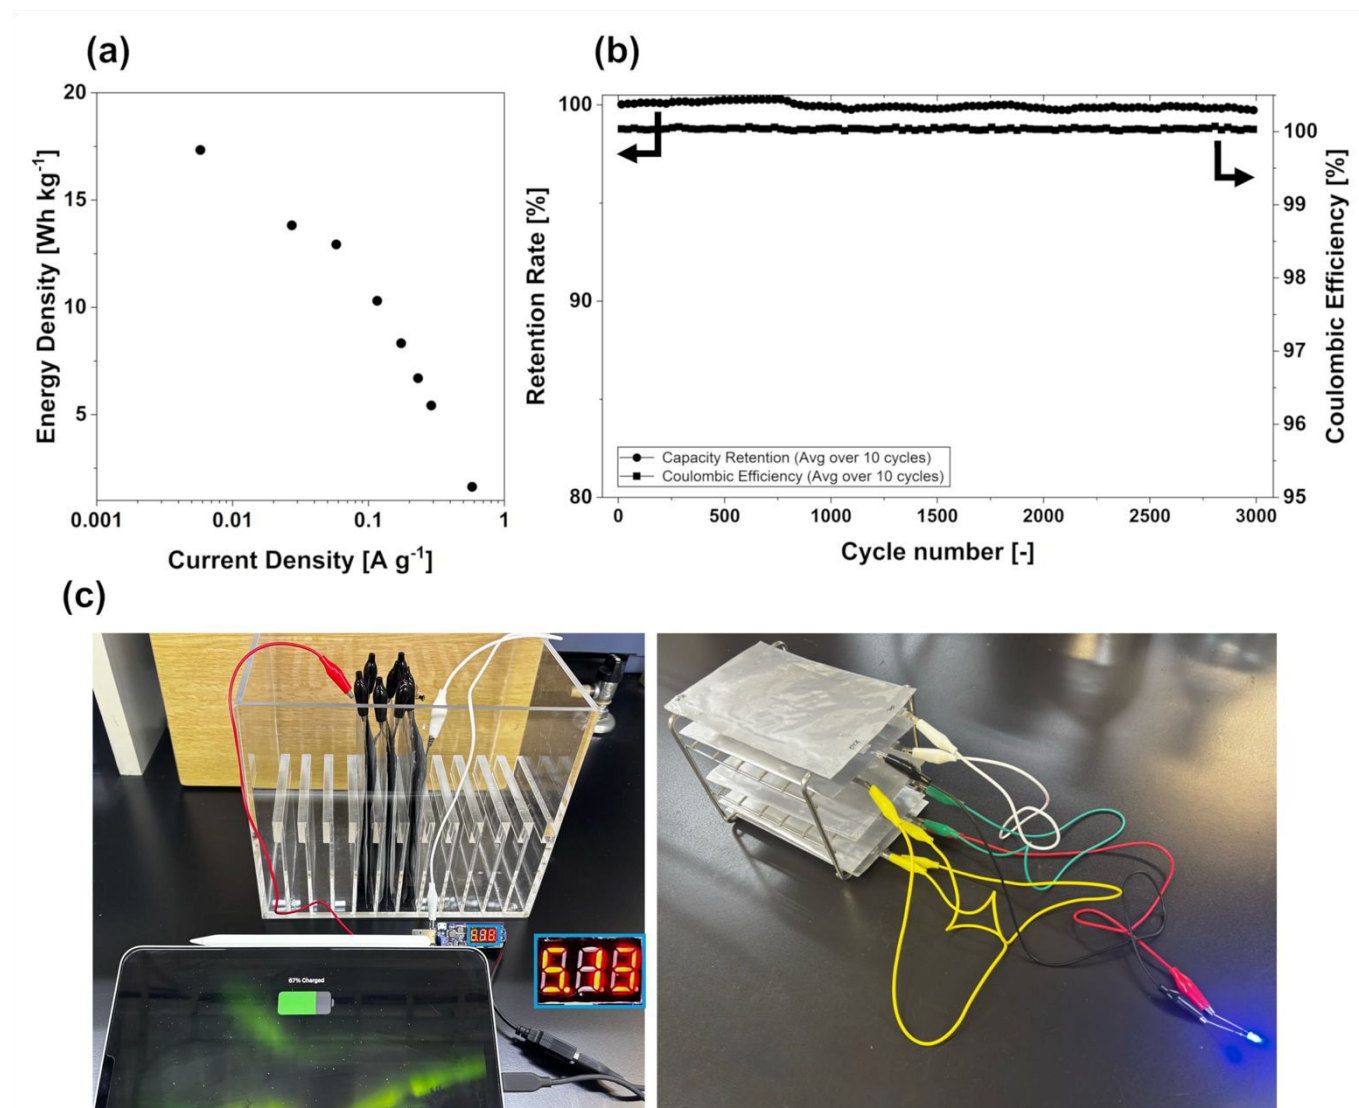 (a)
20
15
10
5
Energy Density [Wh kg⁻¹]
0.001
0.01
0.1
1
Current Density [A g⁻¹]
(b)
100
90
80
Retention Rate [%]
100
99
98
97
96
95
Coulombic Efficiency [%]
Capacity Retention (Avg over 10 cycles)
Coulombic Efficiency (Avg over 10 cycles)
0
500
1000
1500
2000
2500
3000
Cycle number [-]
(c)
67% Charged